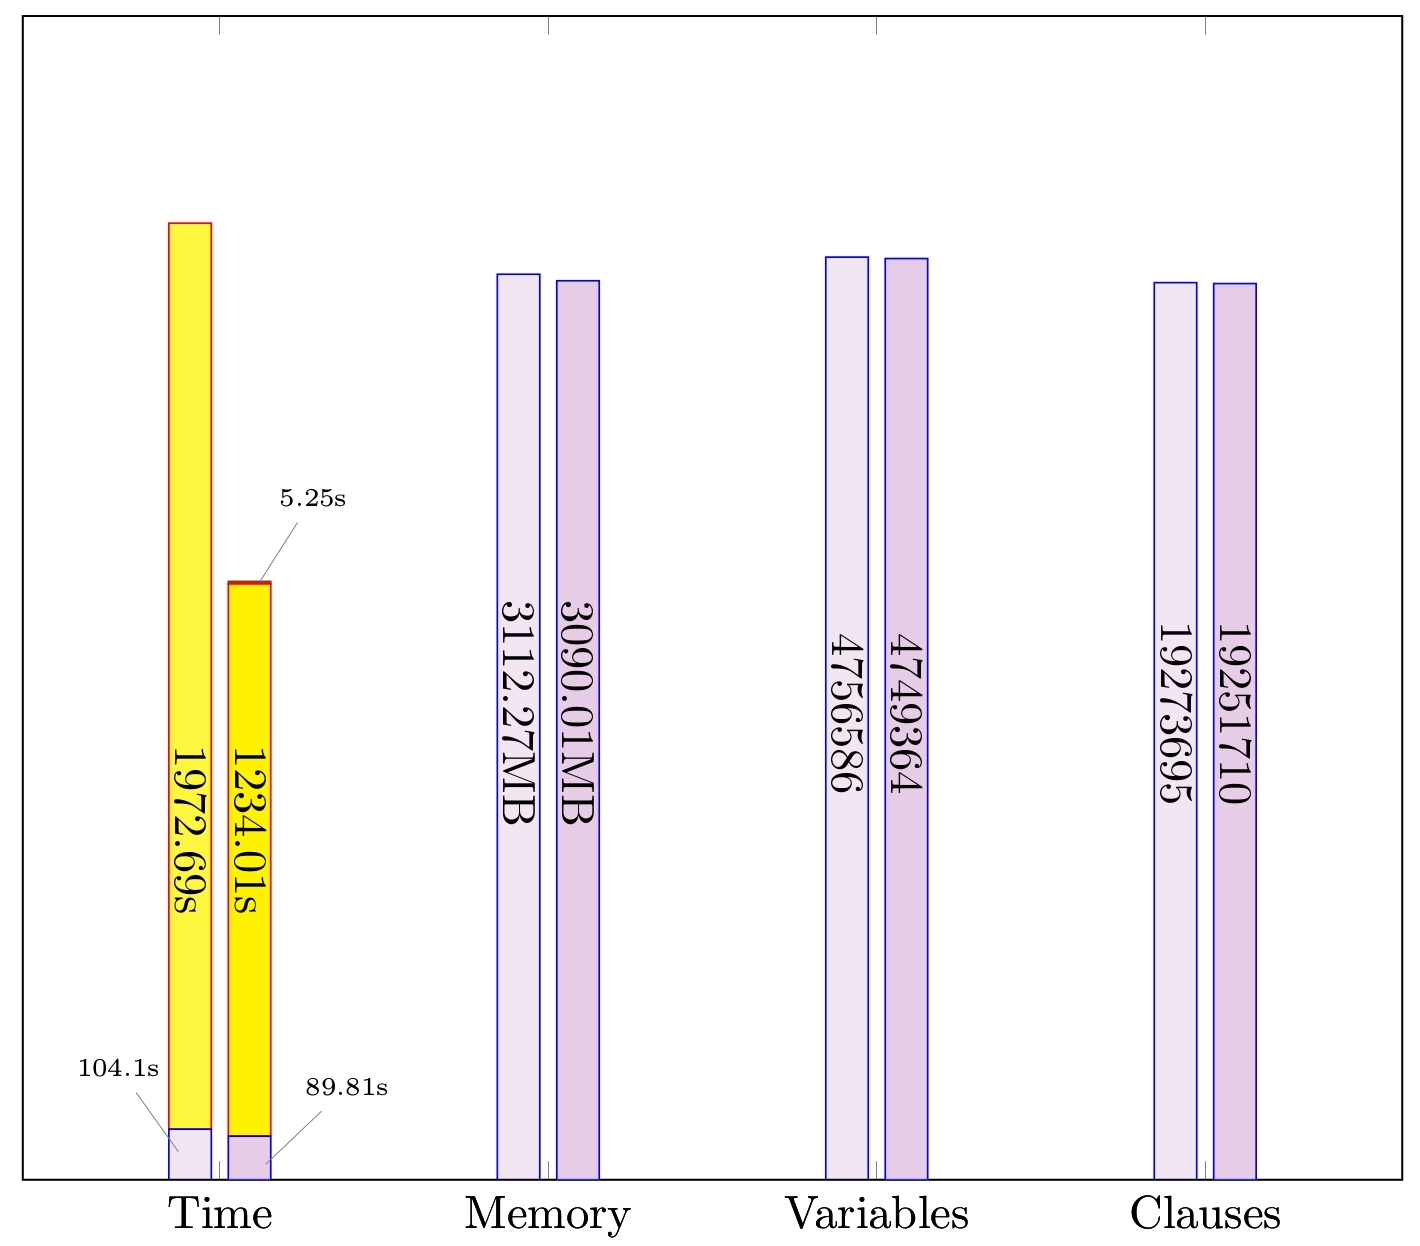 5.25s
1972.69s
1234.01s
3112.27MB
3090.01MB
4756586
4749364
19273695
19251710
104.1s
89.81s
Time Memory Variables Clauses